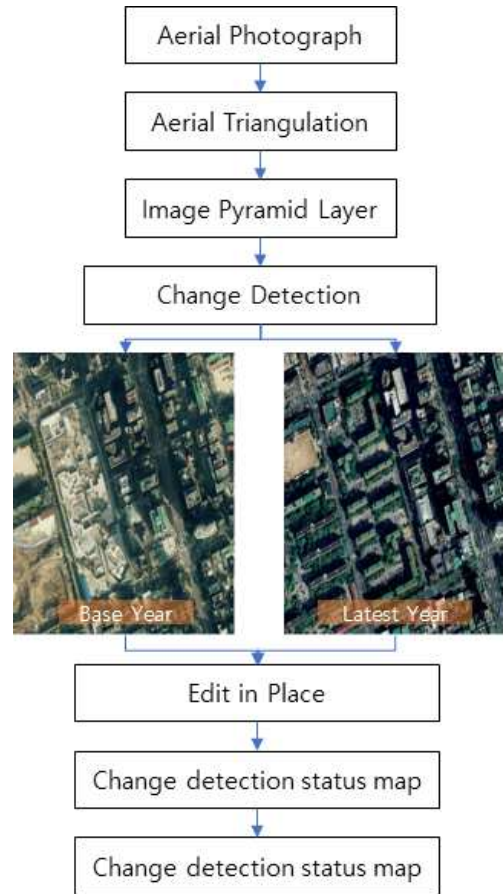 Aerial Photograph
Aerial Triangulation
Image Pyramid Layer
Change Detection
Base Year
Latest Year
Edit in Place
Change detection status map
Change detection status map